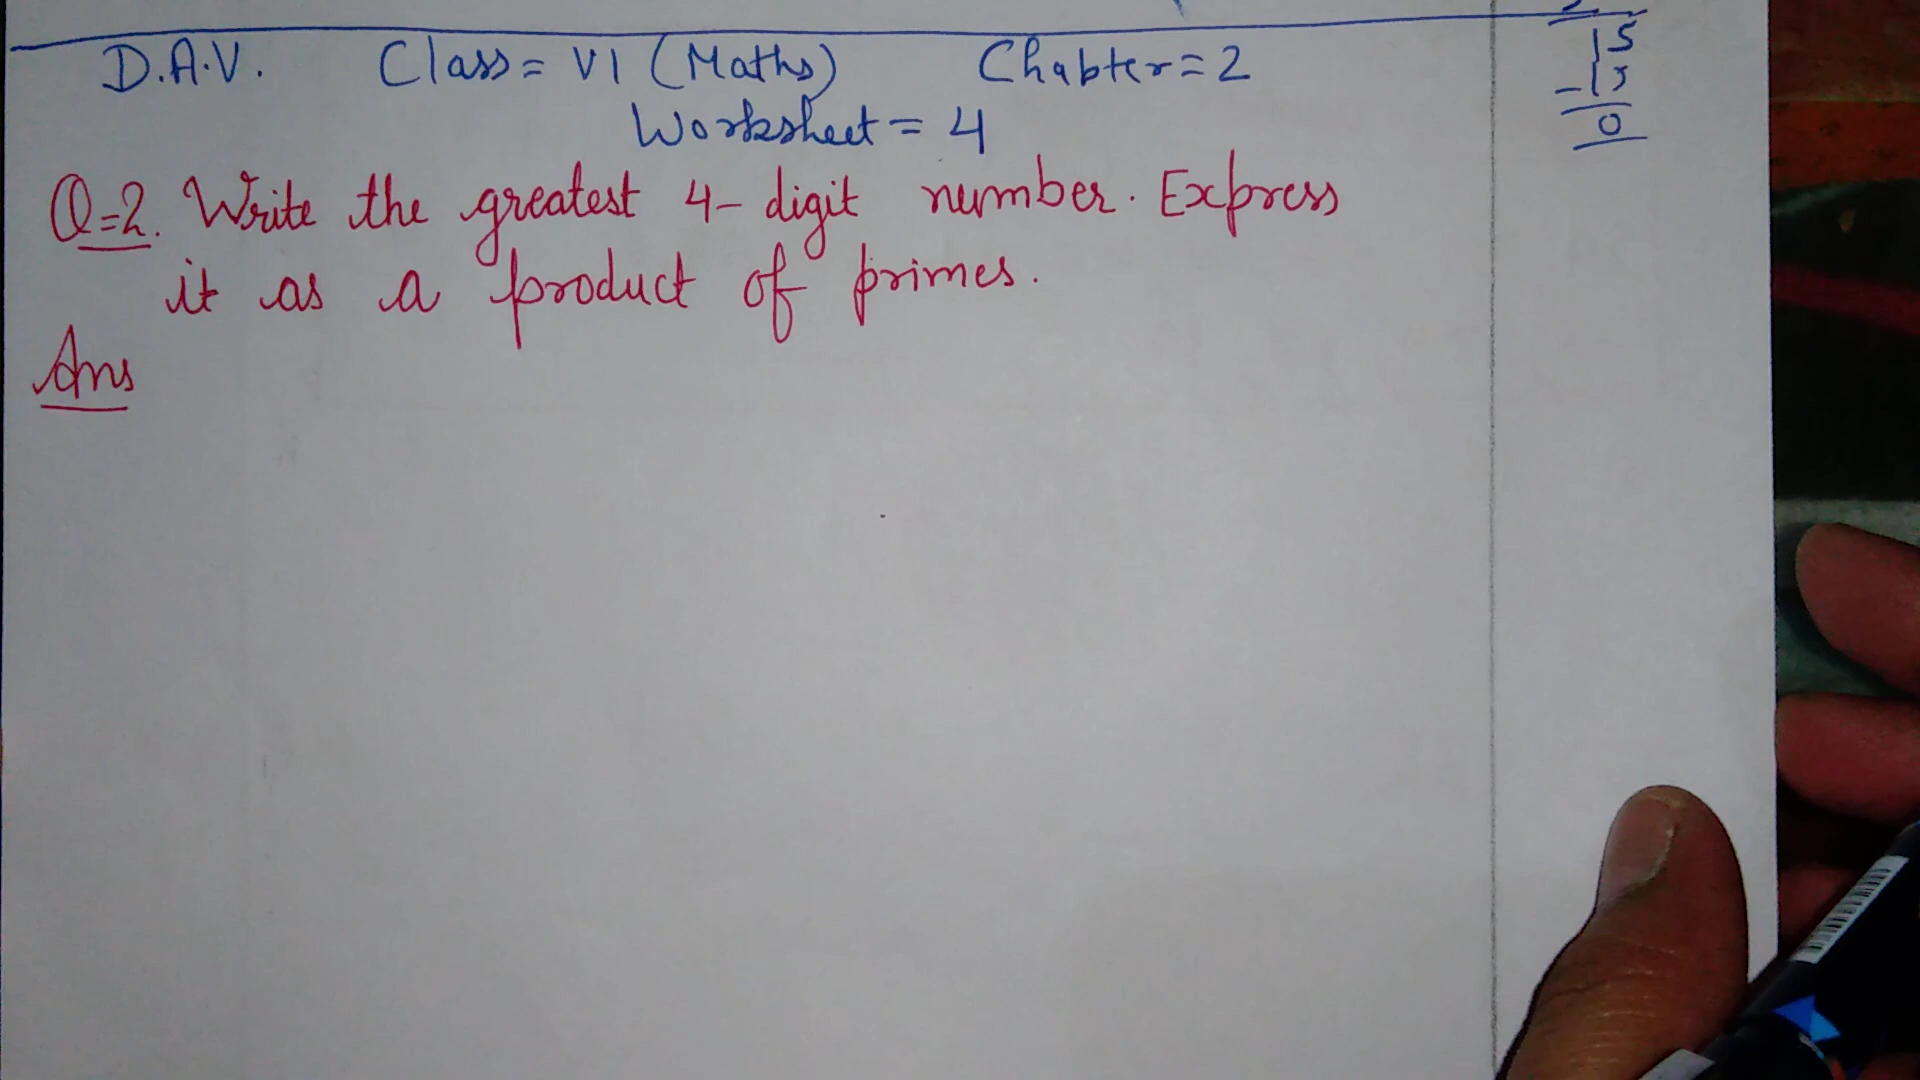 D.A.V. Class = VI (Maths) Chapter = 2
Worksheet = 4
Q=2. Write the greatest 4-digit number. Express
it as a product of primes.
Ans
15
-15
0